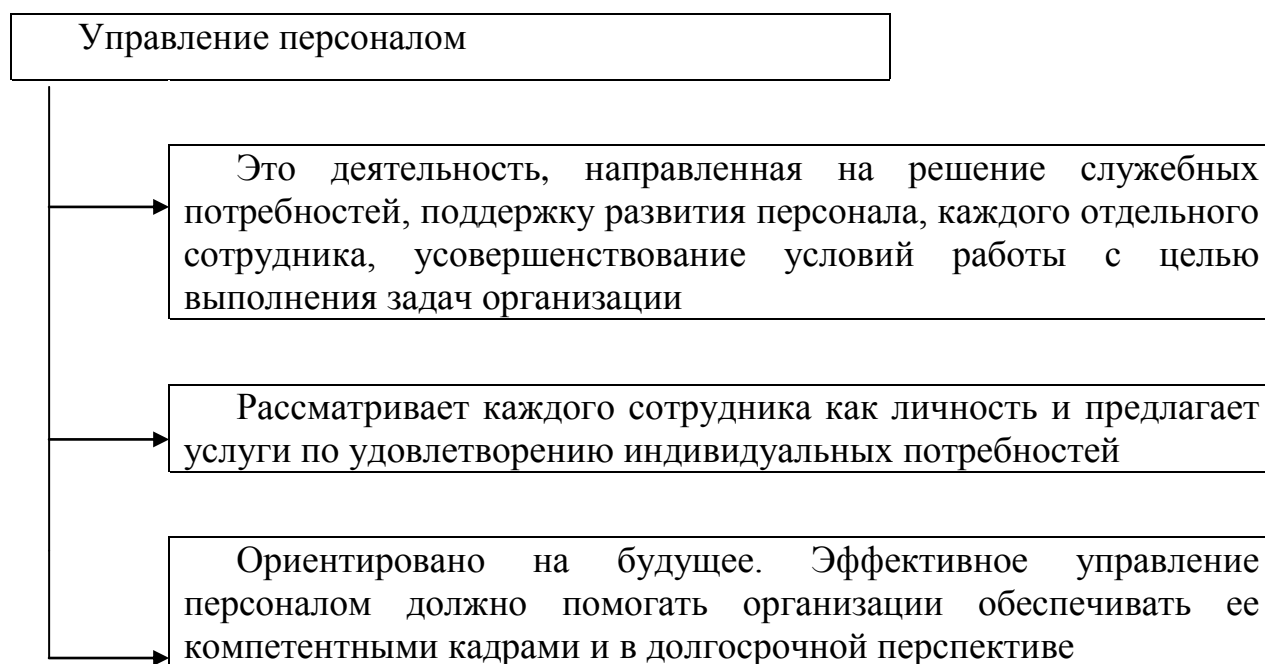 Управление персоналом
Это деятельность, направленная на решение служебных
потребностей, поддержку развития персонала, каждого отдельного
сотрудника, усовершенствование условий работы с целью
выполнения задач организации
Рассматривает каждого сотрудника как личность и предлагает
услуги по удовлетворению индивидуальных потребностей
Ориентировано на будущее. Эффективное управление
персоналом должно помогать организации обеспечивать ее
компетентными кадрами и в долгосрочной перспективе